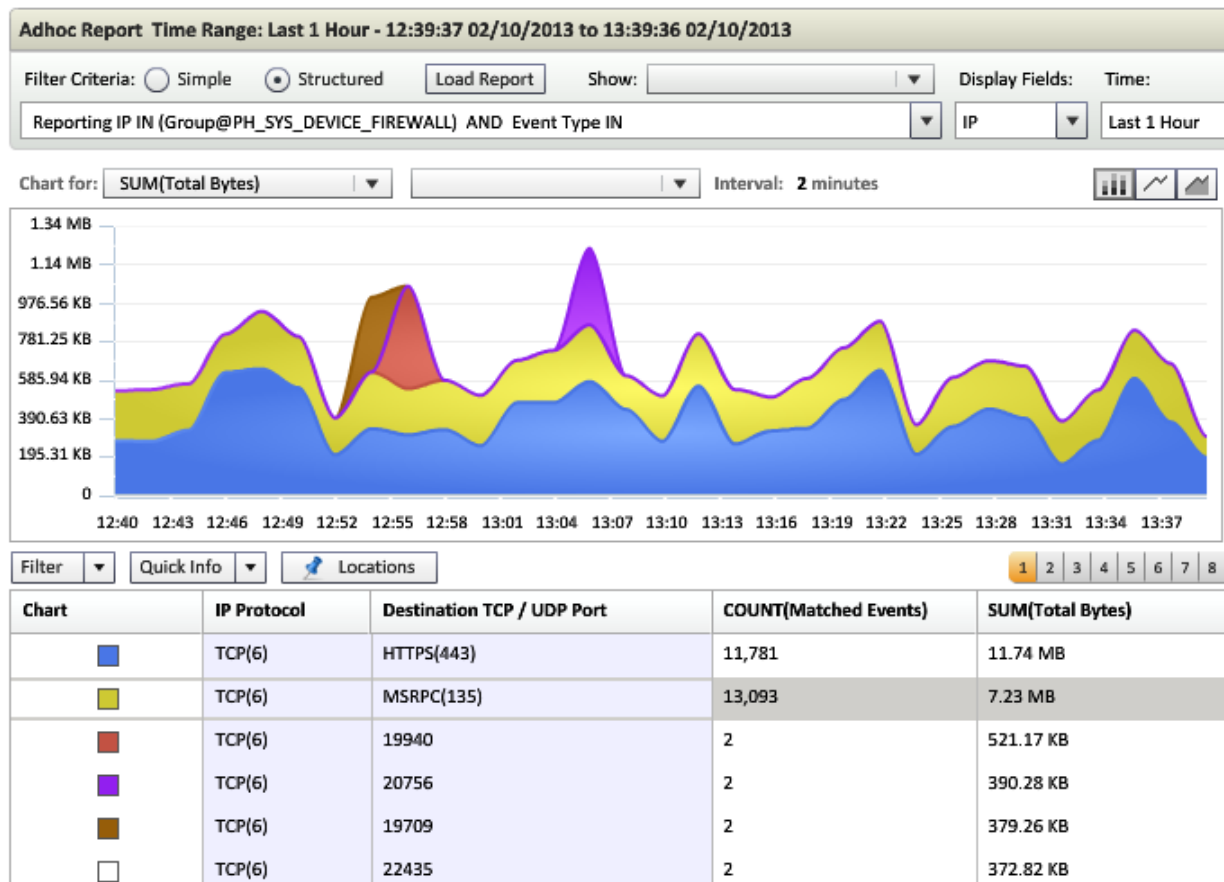 Adhoc Report Time Range: Last 1 Hour - 12:39:37 02/10/2013 to 13:39:36 02/10/2013
Filter Criteria: Simple Structured Load Report Show: Display Fields: Time:
Reporting IP IN (Group@PH_SYS_DEVICE_FIREWALL) AND Event Type IN IP Last 1 Hour
Chart for: SUM(Total Bytes) Interval: 2 minutes
1.34 MB
1.14 MB
976.56 KB
781.25 KB
585.94 KB
390.63 KB
195.31 KB
0
12:40 12:43 12:46 12:49 12:52 12:55 12:58 13:01 13:04 13:07 13:10 13:13 13:16 13:19 13:22 13:25 13:28 13:31 13:34 13:37
Filter Quick Info Locations 1 2 3 4 5 6 7 8
Chart IP Protocol Destination TCP / UDP Port COUNT(Matched Events) SUM(Total Bytes)
TCP(6) HTTPS(443) 11,781 11.74 MB
TCP(6) MSRPC(135) 13,093 7.23 MB
TCP(6) 19940 2 521.17 KB
TCP(6) 20756 2 390.28 KB
TCP(6) 19709 2 379.26 KB
TCP(6) 22435 2 372.82 KB